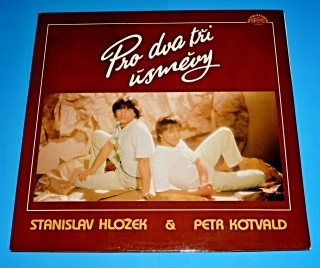 Pro dva tři
úsměvy
STANISLAV HLOŽEK & PETR KOTVALD